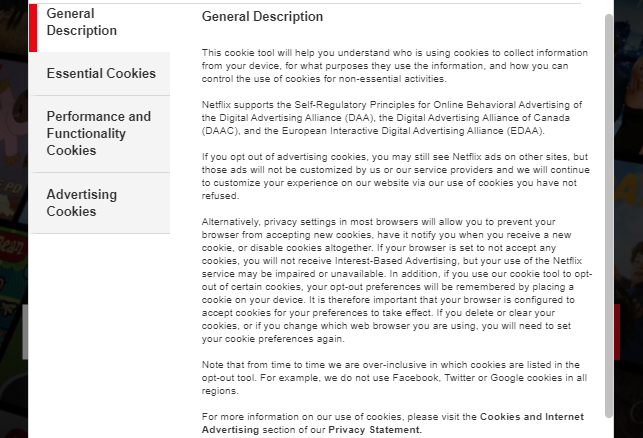 General
Description
Essential Cookies
Performance and
Functionality
Cookies
Advertising
Cookies
General Description
This cookie tool will help you understand who is using cookies to collect information
from your device, for what purposes they use the information, and how you can
control the use of cookies for non-essential activities.
Netflix supports the Self-Regulatory Principles for Online Behavioral Advertising of
the Digital Advertising Alliance (DAA), the Digital Advertising Alliance of Canada
(DAAC), and the European Interactive Digital Advertising Alliance (EDAA).
If you opt out of advertising cookies, you may still see Netflix ads on other sites, but
those ads will not be customized by us or our service providers and we will continue
to customize your experience on our website via our use of cookies you have not
refused.
Alternatively, privacy settings in most browsers will allow you to prevent your
browser from accepting new cookies, have it notify you when you receive a new
cookie, or disable cookies altogether. If your browser is set to not accept any
cookies, you will not receive Interest-Based Advertising, but your use of the Netflix
service may be impaired or unavailable. In addition, if you use our cookie tool to opt-
out of certain cookies, your opt-out preferences will be remembered by placing a
cookie on your device. It is therefore important that your browser is configured to
accept cookies for your preferences to take effect. If you delete or clear your
cookies, or if you change which web browser you are using, you will need to set
your cookie preferences again.
Note that from time to time we are over-inclusive in which cookies are listed in the
opt-out tool. For example, we do not use Facebook, Twitter or Google cookies in all
regions.
For more information on our use of cookies, please visit the Cookies and Internet
Advertising section of our Privacy Statement.